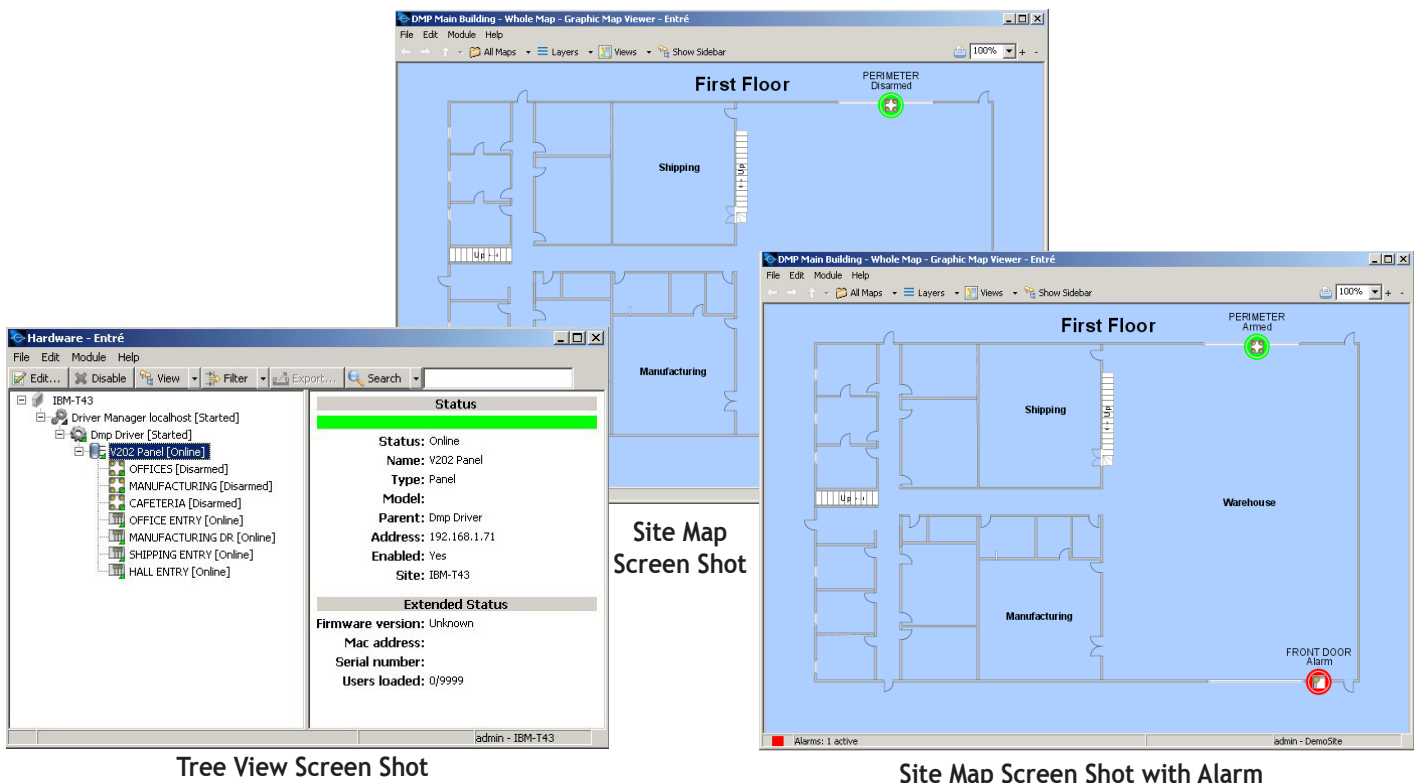 DMP Main Building - Whole Map - Graphic Map Viewer - Entré
File Edit Module Help
All Maps Layers Views Show Sidebar 100% + -
First Floor
PERIMETER
Disarmed
Shipping
Up
Up
Manufacturing
Site Map
Screen Shot
Hardware - Entré
File Edit Module Help
Edit... Disable View Filter Export... Search
IBM-T43
Driver Manager localhost [Started]
Dmp Driver [Started]
V202 Panel [Online]
OFFICES [Disarmed]
MANUFACTURING [Disarmed]
CAFETERIA [Disarmed]
OFFICE ENTRY [Online]
MANUFACTURING DR [Online]
SHIPPING ENTRY [Online]
HALL ENTRY [Online]
Status
Status: Online
Name: V202 Panel
Type: Panel
Model:
Parent: Dmp Driver
Address: 192.168.1.71
Enabled: Yes
Site: IBM-T43
Extended Status
Firmware version: Unknown
Mac address:
Serial number:
Users loaded: 0/9999
admin - IBM-T43
Tree View Screen Shot
DMP Main Building - Whole Map - Graphic Map Viewer - Entré
File Edit Module Help
All Maps Layers Views Show Sidebar 100% + -
First Floor
PERIMETER
Armed
Shipping
Up
Up
Warehouse
Manufacturing
FRONT DOOR
Alarm
Alarms: 1 active
admin - DemoSite
Site Map Screen Shot with Alarm